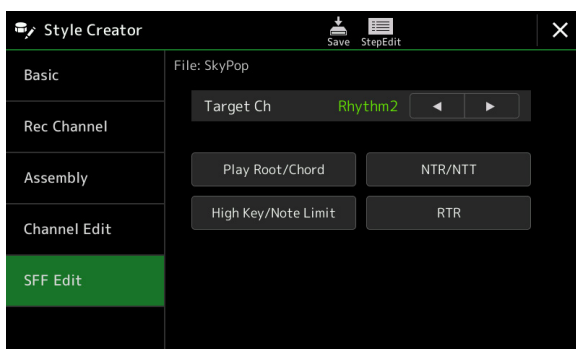 Style Creator
Save StepEdit
Basic
Rec Channel
Assembly
Channel Edit
SFF Edit
File: SkyPop
Target Ch Rhythm2
Play Root/Chord NTR/NTT
High Key/Note Limit RTR